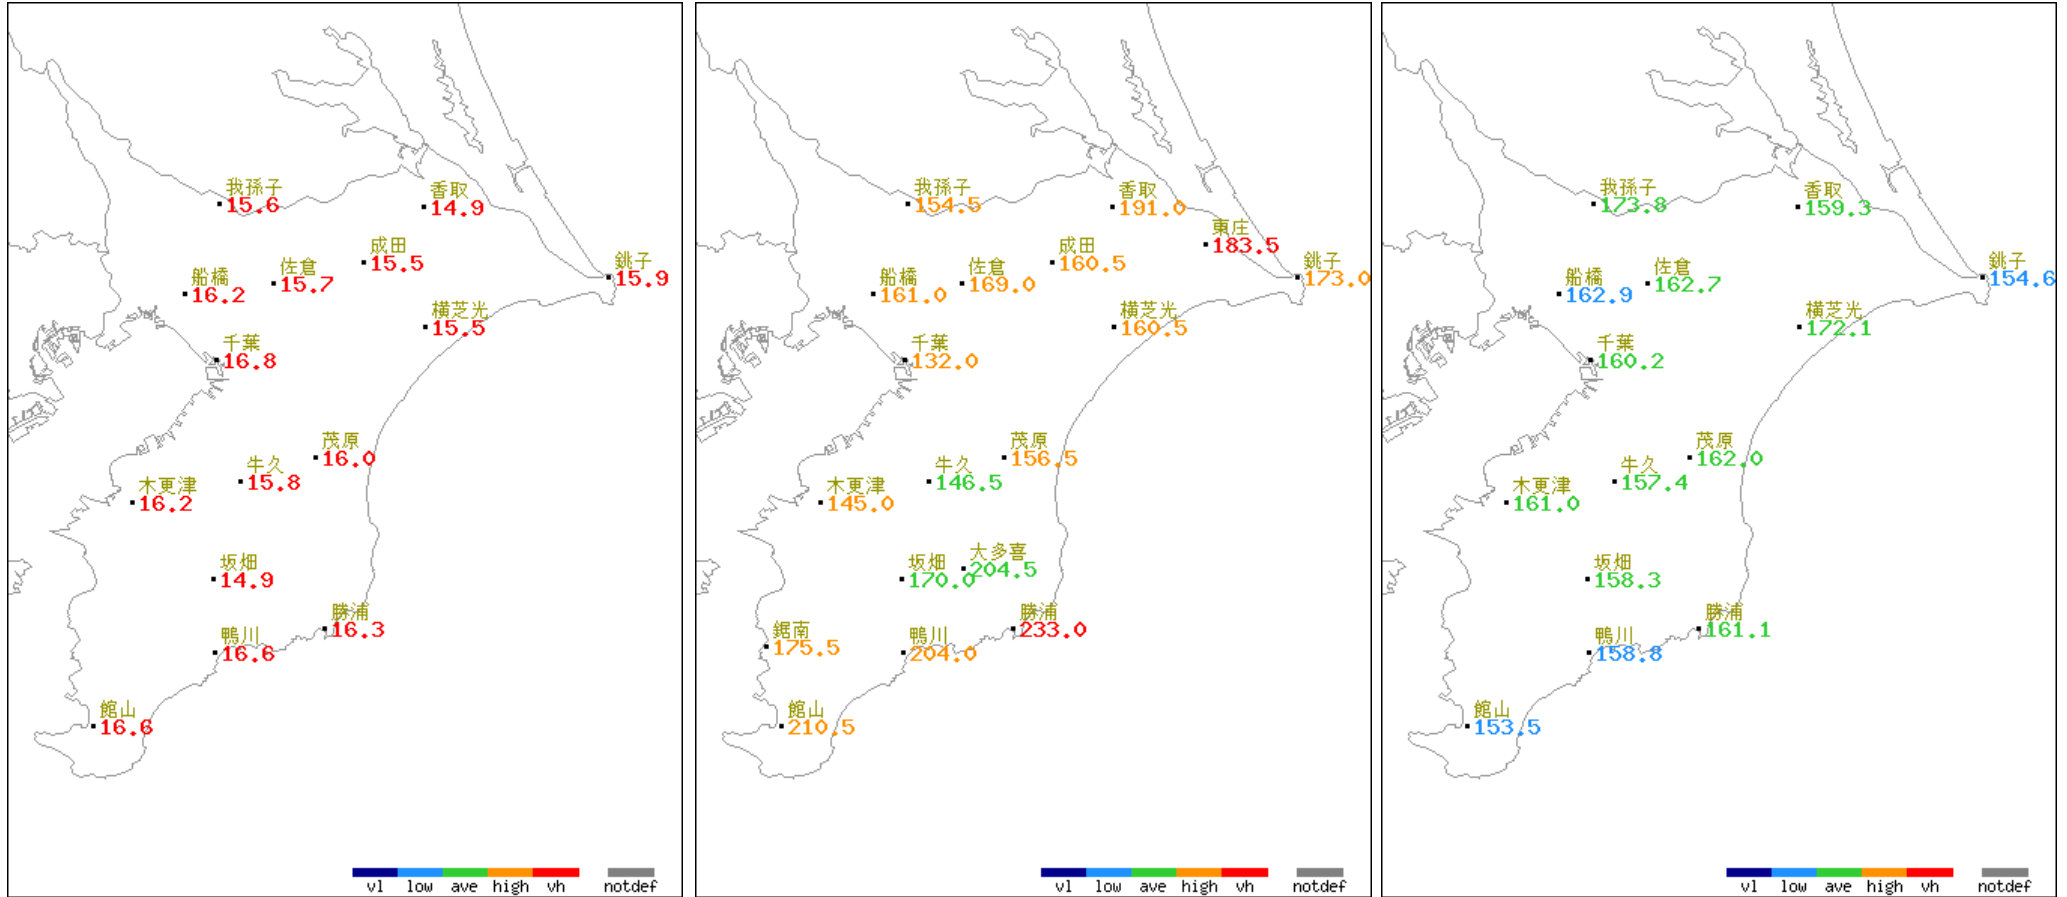 我孫子
15.6
香取
14.9
成田
15.5
船橋
16.2
佐倉
15.7
銚子
15.9
横芝光
15.5
千葉
16.8
茂原
16.0
牛久
15.8
木更津
16.2
坂畑
14.9
勝浦
16.3
鴨川
16.6
館山
16.6
vl low ave high vh notdef
我孫子
154.5
香取
191.0
東庄
183.5
成田
160.5
船橋
161.0
佐倉
169.0
銚子
173.0
横芝光
160.5
千葉
132.0
茂原
156.5
牛久
146.5
木更津
145.0
大多喜
204.5
坂畑
170.0
勝浦
233.0
鋸南
175.5
鴨川
204.0
館山
210.5
vl low ave high vh notdef
我孫子
173.8
香取
159.3
銚子
154.6
船橋
162.9
佐倉
162.7
横芝光
172.1
千葉
160.2
茂原
162.0
牛久
157.4
木更津
161.0
坂畑
158.3
勝浦
161.1
鴨川
158.8
館山
153.5
vl low ave high vh notdef